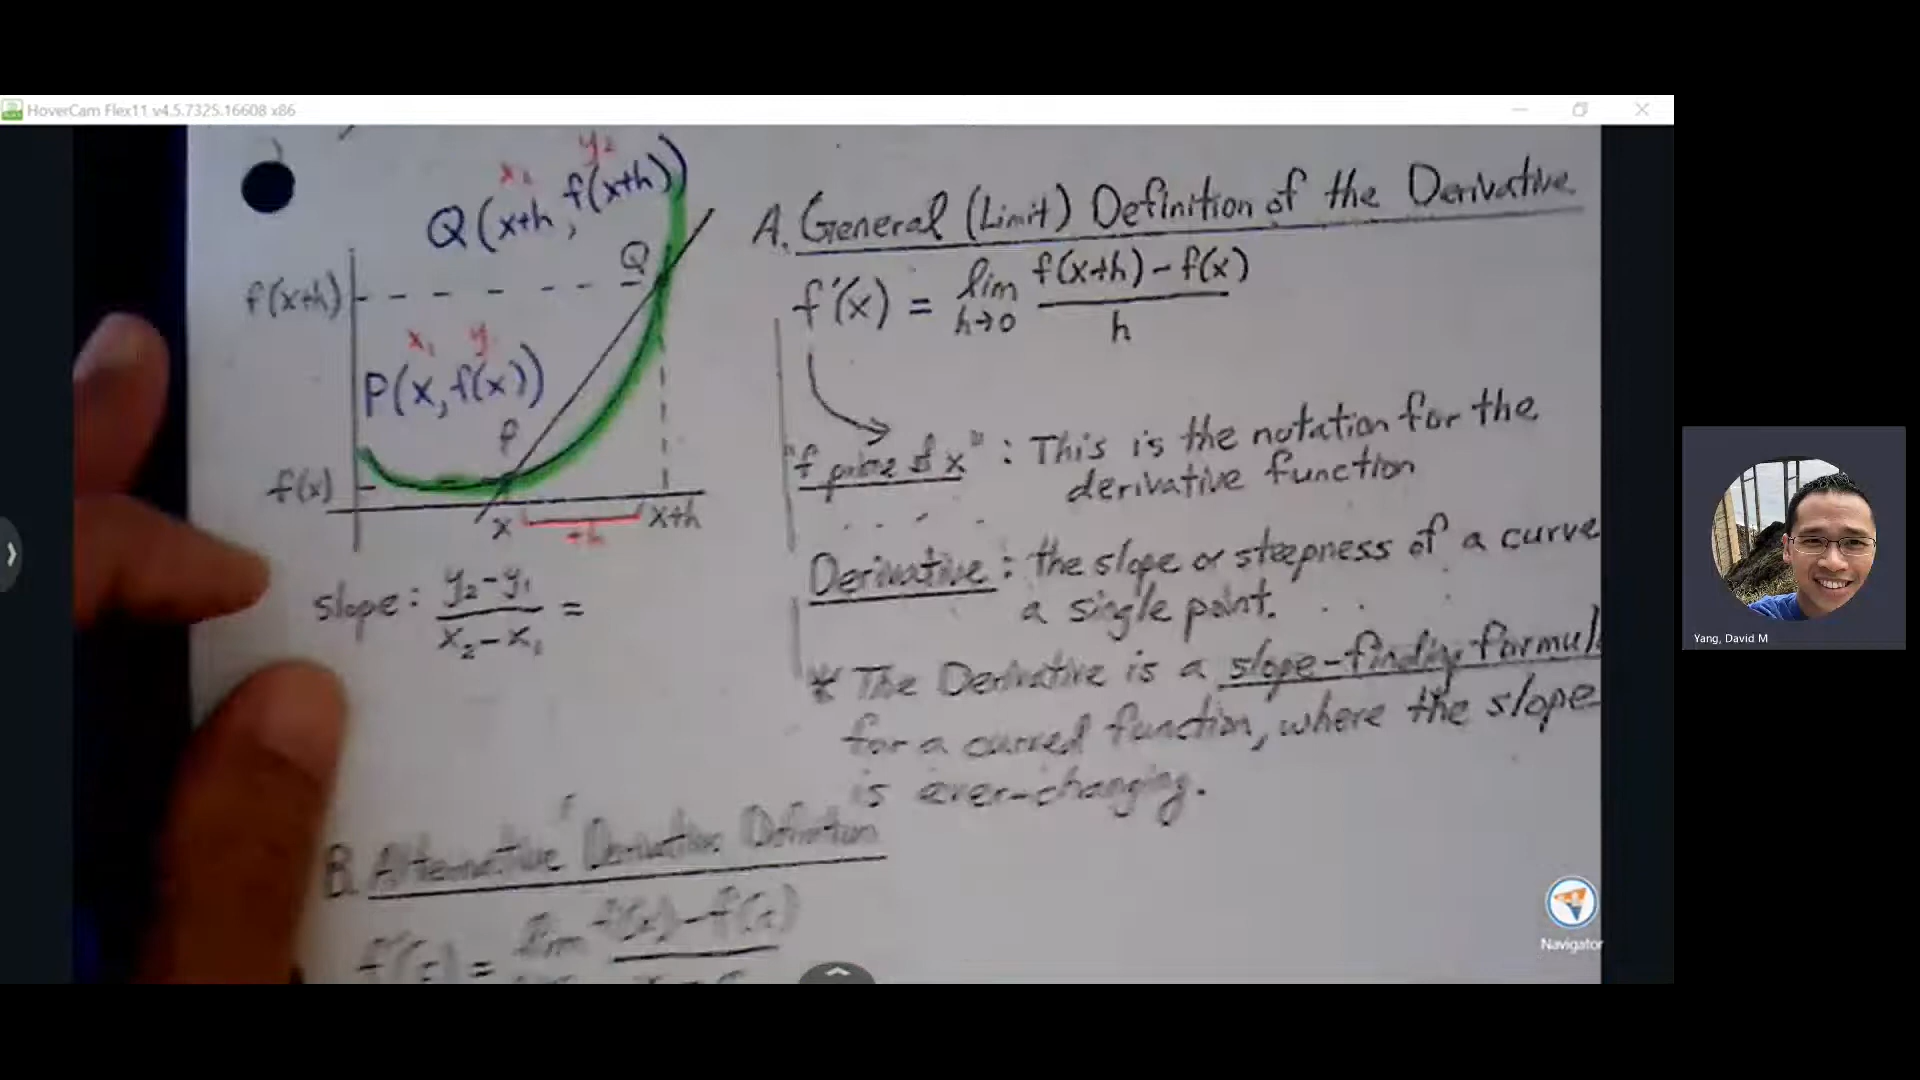 HoverCam Flex11 v4.5.7325.16608 x86
x₂ y₂
Q(x+h, f(x+h))
Q
f(x+h)
x₁ y
P(x, f(x))
P
f(x)
x +h x+h
slope: y₂-y₁ / x₂-x₁ =
A. General (Limit) Definition of the Derivative
f'(x) = lim h→0 f(x+h)-f(x) / h
"f prime of x" : This is the notation for the
derivative function
Derivative: the slope or steepness of a curve
a single point.
* The Derivative is a slope-finding formul
for a curved function, where the slope
is ever-changing.
B. Alternative Derivative Definition
f'(c) = lim f(x)-f(c)
Navigator
Yang, David M